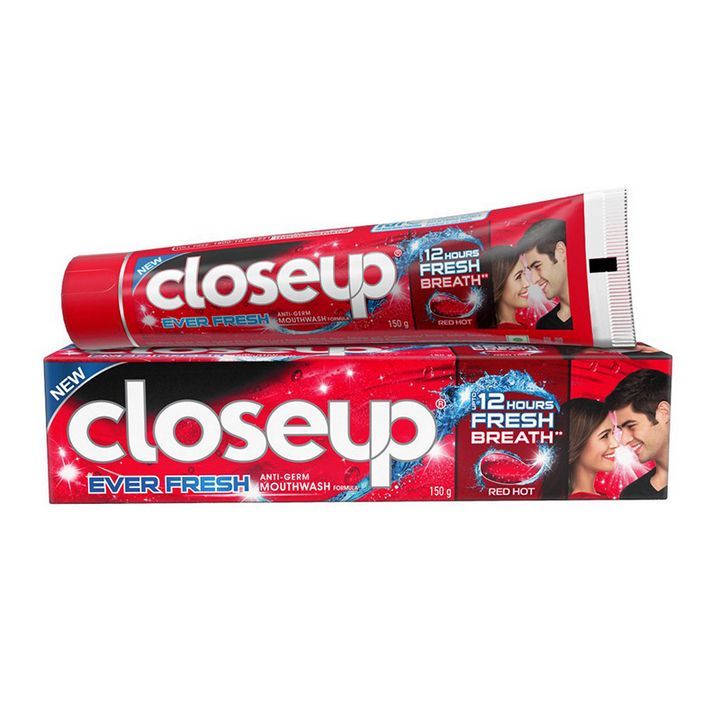 NEW
closeup®
EVER FRESH
ANTI-GERM
MOUTHWASH FORMULA
150 g
12 HOURS
FRESH
BREATH**
RED HOT
NEW
closeup®
EVER FRESH
ANTI-GERM
MOUTHWASH FORMULA
150 g
UPTO
12 HOURS
FRESH
BREATH**
RED HOT